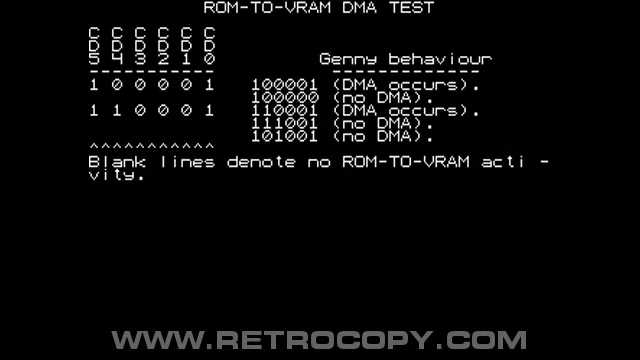 ROM-TO-VRAM DMA TEST
C C C C C C
D D D D D D
5 4 3 2 1 0 Genny behaviour
----------- ---------------
1 0 0 0 0 1 100001 (DMA occurs).
100000 (no DMA).
1 1 0 0 0 1 110001 (DMA occurs).
111001 (no DMA).
101001 (no DMA).
^^^^^^^^^^^
Blank lines denote no ROM-TO-VRAM acti -
vity.
WWW.RETROCOPY.COM